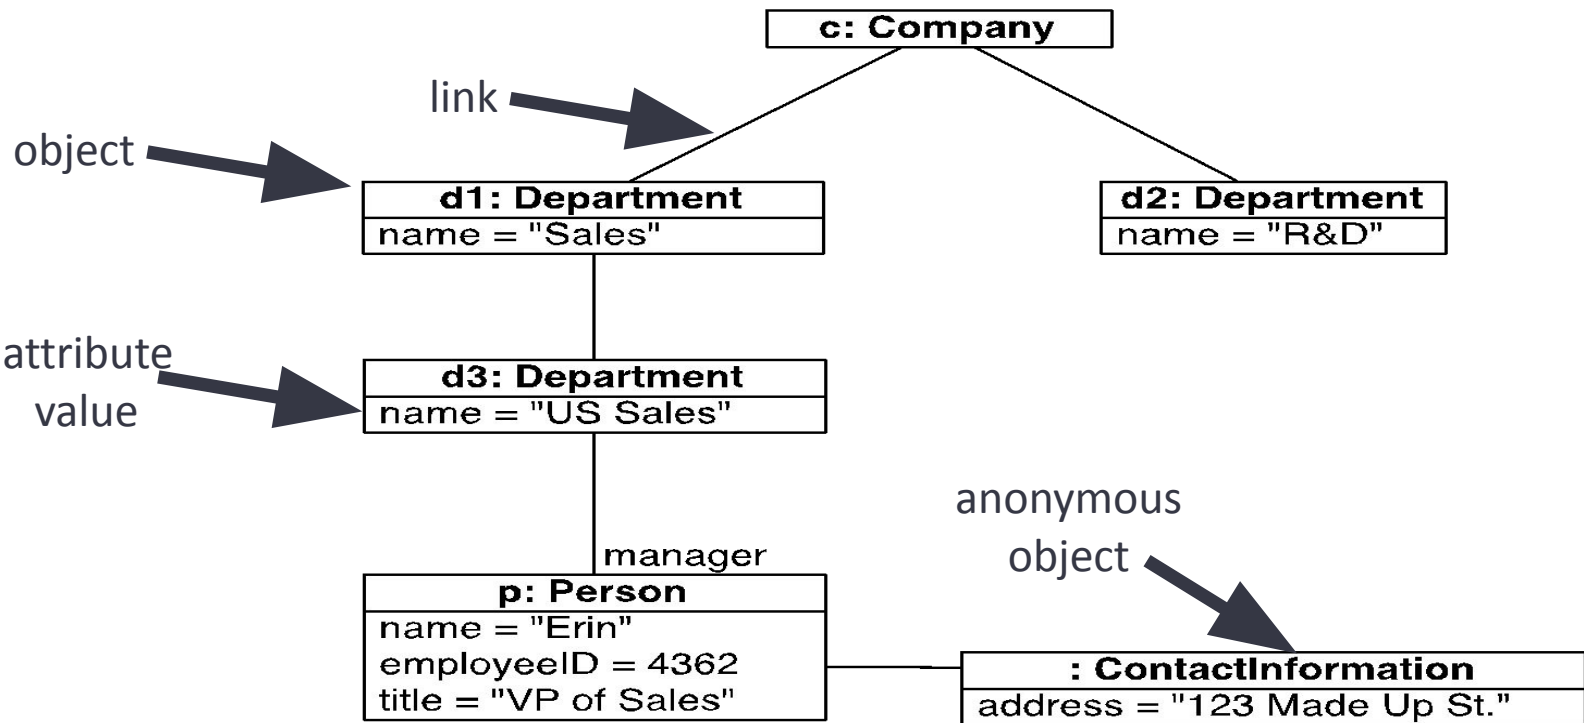 c: Company
link
object
d1: Department
name = "Sales"
d2: Department
name = "R&D"
attribute
value
d3: Department
name = "US Sales"
anonymous
object
manager
p: Person
name = "Erin"
employeeID = 4362
title = "VP of Sales"
: ContactInformation
address = "123 Made Up St."